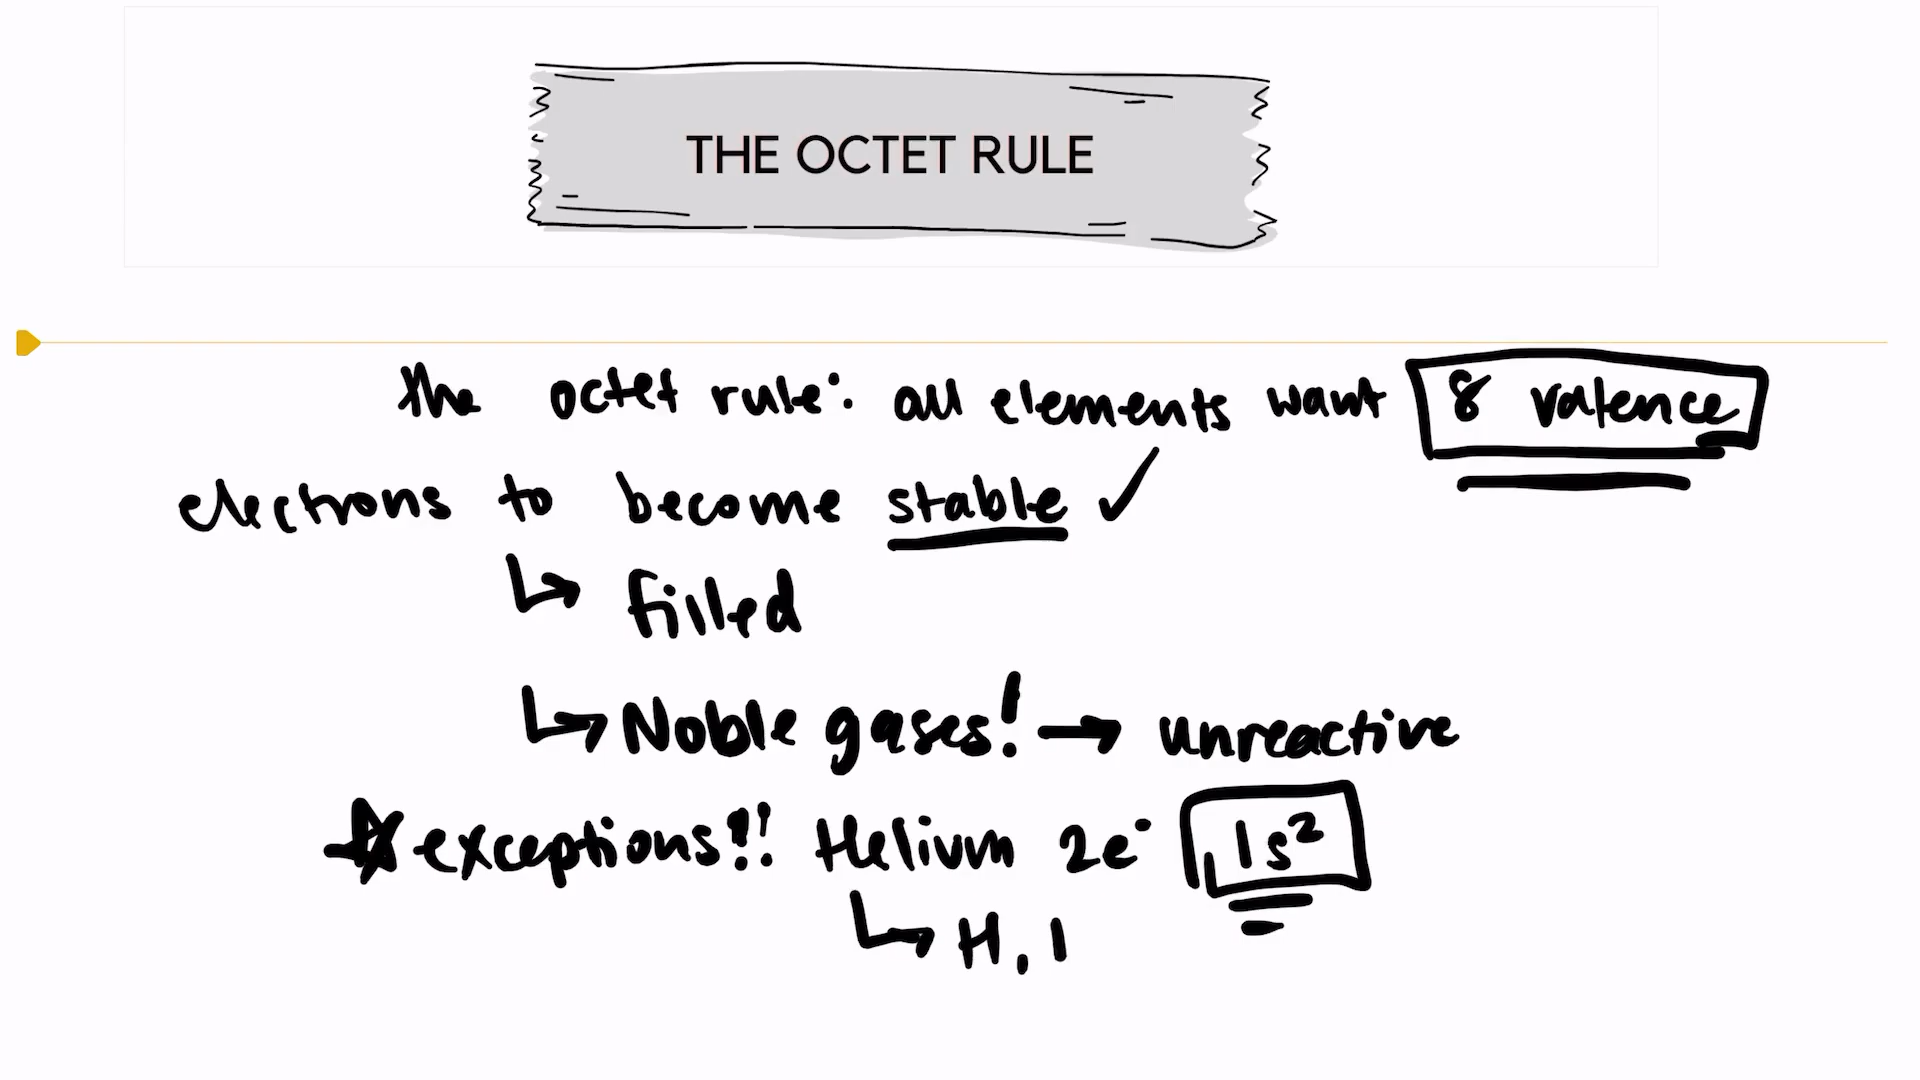 THE OCTET RULE
the octet rule: all elements want 8 valence
electrons to become stable ✓
↳ filled
↳ Noble gases! → unreactive
☆ exceptions!! Helium 2e⁻ 1s²
↳ H, I